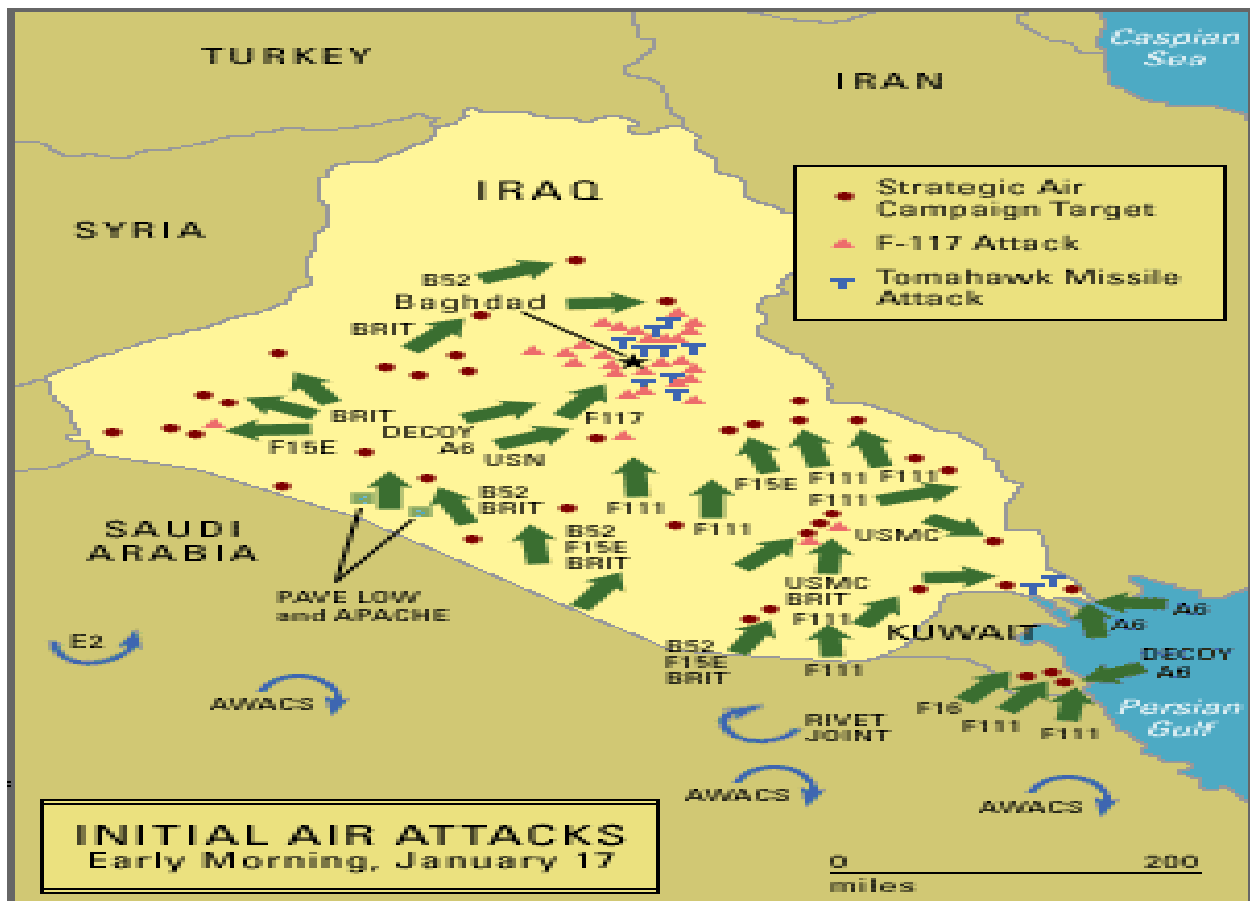 TURKEY
IRAN
Caspian
Sea
IRAQ
SYRIA
Strategic Air
Campaign Target
F-117 Attack
Tomahawk Missile
Attack
B52
Baghdad
BRIT
BRIT
F15E
DECOY
A6
USN
F117
F15E
F111
F111
F111
F111
F111
B52
BRIT
B52
F15E
BRIT
USMC
SAUDI
ARABIA
PAVE LOW
and APACHE
USMC
BRIT
F111
KUWAIT
A6
A6
B52
F15E
BRIT
F111
DECOY
A6
E2
AWACS
F16
F111
F111
Persian
Gulf
RIVET
JOINT
AWACS
AWACS
INITIAL AIR ATTACKS
Early Morning, January 17
0 200
miles